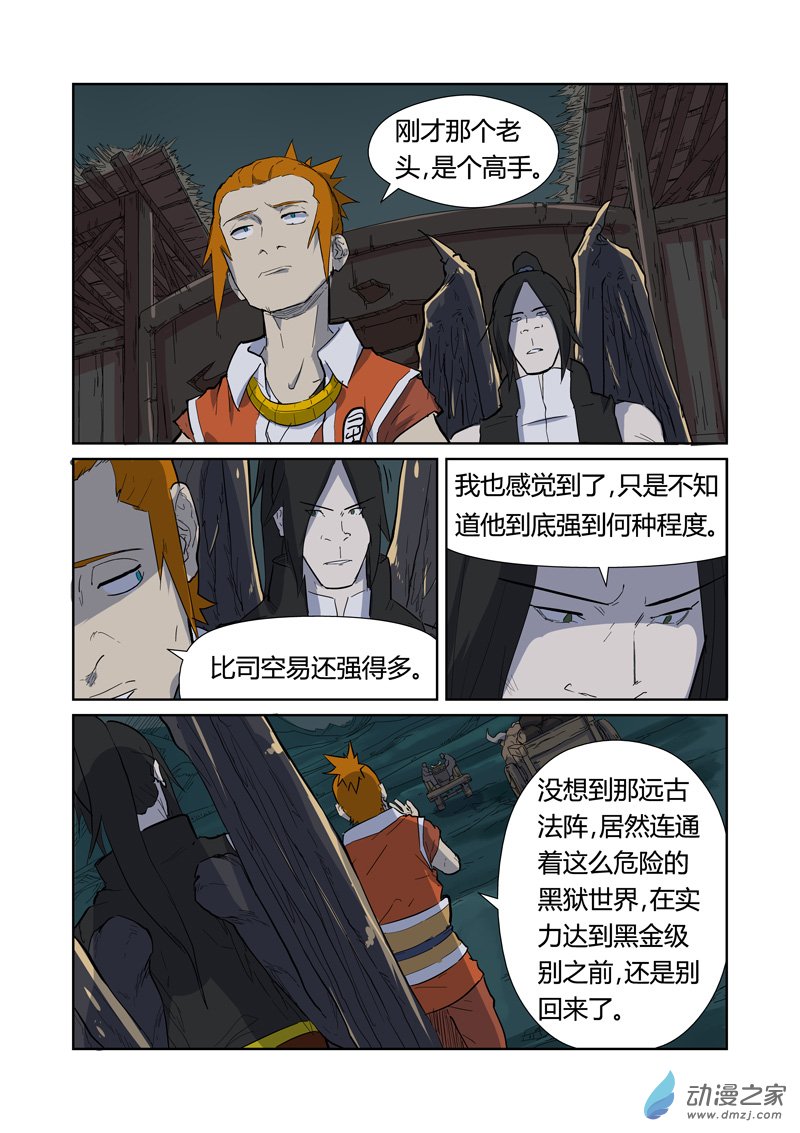 刚才那个老
头，是个高手。
我也感觉到了，只是不知
道他到底强到何种程度。
比司空易还强得多。
没想到那远古
法阵，居然连通
着这么危险的
黑狱世界，在实
力达到黑金级
别之前，还是别
回来了。
动漫之家
www.dmzj.com